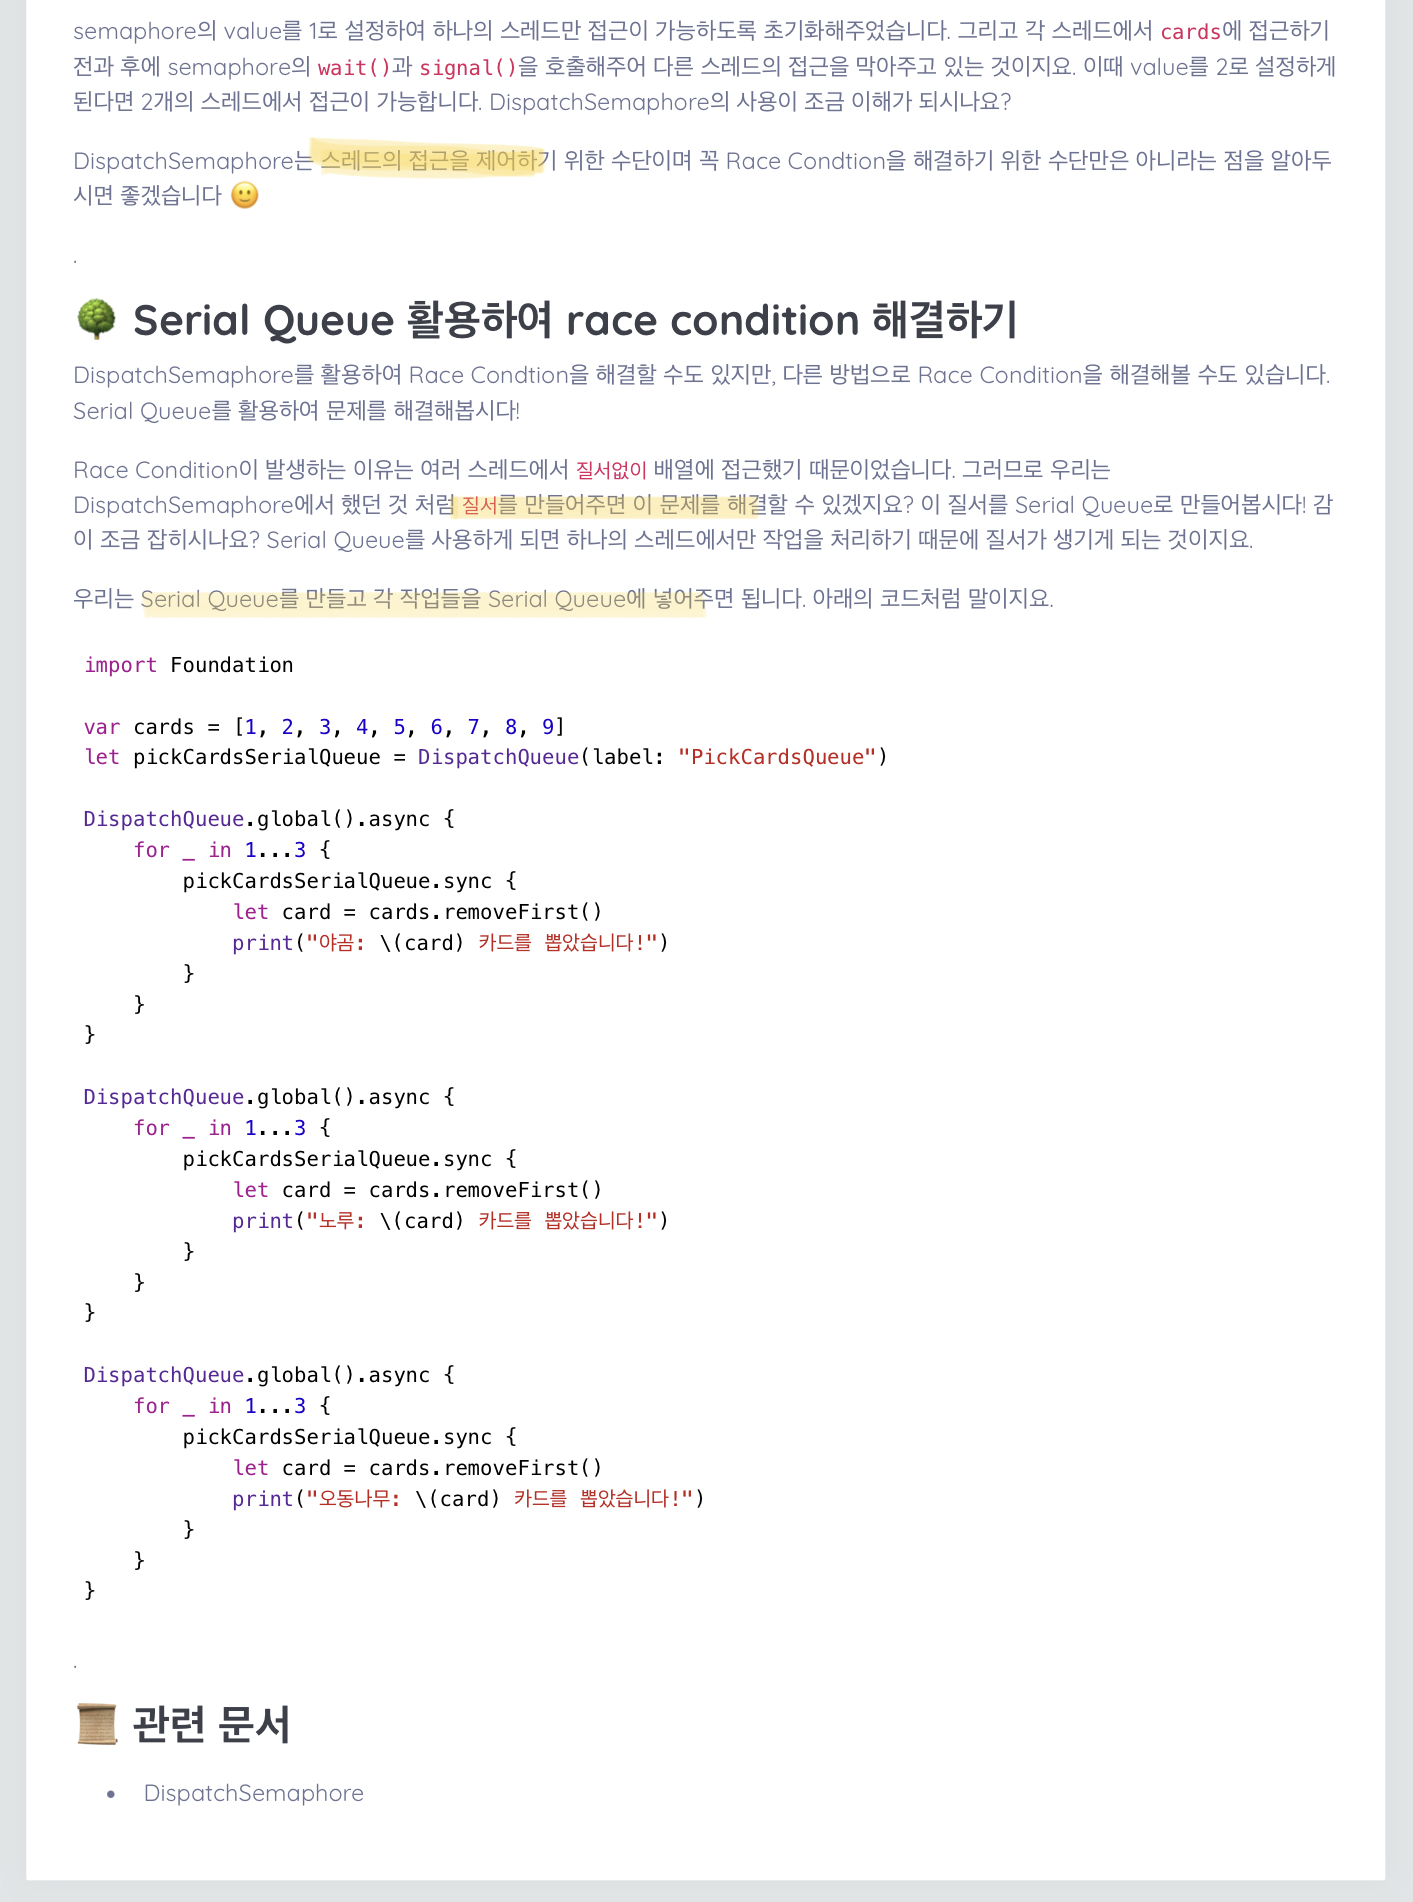 semaphore의 value를 1로 설정하여 하나의 스레드만 접근이 가능하도록 초기화해주었습니다. 그리고 각 스레드에서 cards에 접근하기
전과 후에 semaphore의 wait()과 signal()을 호출해주어 다른 스레드의 접근을 막아주고 있는 것이지요. 이때 value를 2로 설정하게
된다면 2개의 스레드에서 접근이 가능합니다. DispatchSemaphore의 사용이 조금 이해가 되시나요?
DispatchSemaphore는 스레드의 접근을 제어하기 위한 수단이며 꼭 Race Condtion을 해결하기 위한 수단만은 아니라는 점을 알아두
시면 좋겠습니다 🙂
.
🌳 Serial Queue 활용하여 race condition 해결하기
DispatchSemaphore를 활용하여 Race Condtion을 해결할 수도 있지만, 다른 방법으로 Race Condition을 해결해볼 수도 있습니다.
Serial Queue를 활용하여 문제를 해결해봅시다!
Race Condition이 발생하는 이유는 여러 스레드에서 질서없이 배열에 접근했기 때문이었습니다. 그러므로 우리는
DispatchSemaphore에서 했던 것 처럼 질서를 만들어주면 이 문제를 해결할 수 있겠지요? 이 질서를 Serial Queue로 만들어봅시다! 감
이 조금 잡히시나요? Serial Queue를 사용하게 되면 하나의 스레드에서만 작업을 처리하기 때문에 질서가 생기게 되는 것이지요.
우리는 Serial Queue를 만들고 각 작업들을 Serial Queue에 넣어주면 됩니다. 아래의 코드처럼 말이지요.
import Foundation
var cards = [1, 2, 3, 4, 5, 6, 7, 8, 9]
let pickCardsSerialQueue = DispatchQueue(label: "PickCardsQueue")
DispatchQueue.global().async {
    for _ in 1...3 {
        pickCardsSerialQueue.sync {
            let card = cards.removeFirst()
            print("야곰: \(card) 카드를 뽑았습니다!")
        }
    }
}
DispatchQueue.global().async {
    for _ in 1...3 {
        pickCardsSerialQueue.sync {
            let card = cards.removeFirst()
            print("노루: \(card) 카드를 뽑았습니다!")
        }
    }
}
DispatchQueue.global().async {
    for _ in 1...3 {
        pickCardsSerialQueue.sync {
            let card = cards.removeFirst()
            print("오동나무: \(card) 카드를 뽑았습니다!")
        }
    }
}
.
📜 관련 문서
• DispatchSemaphore